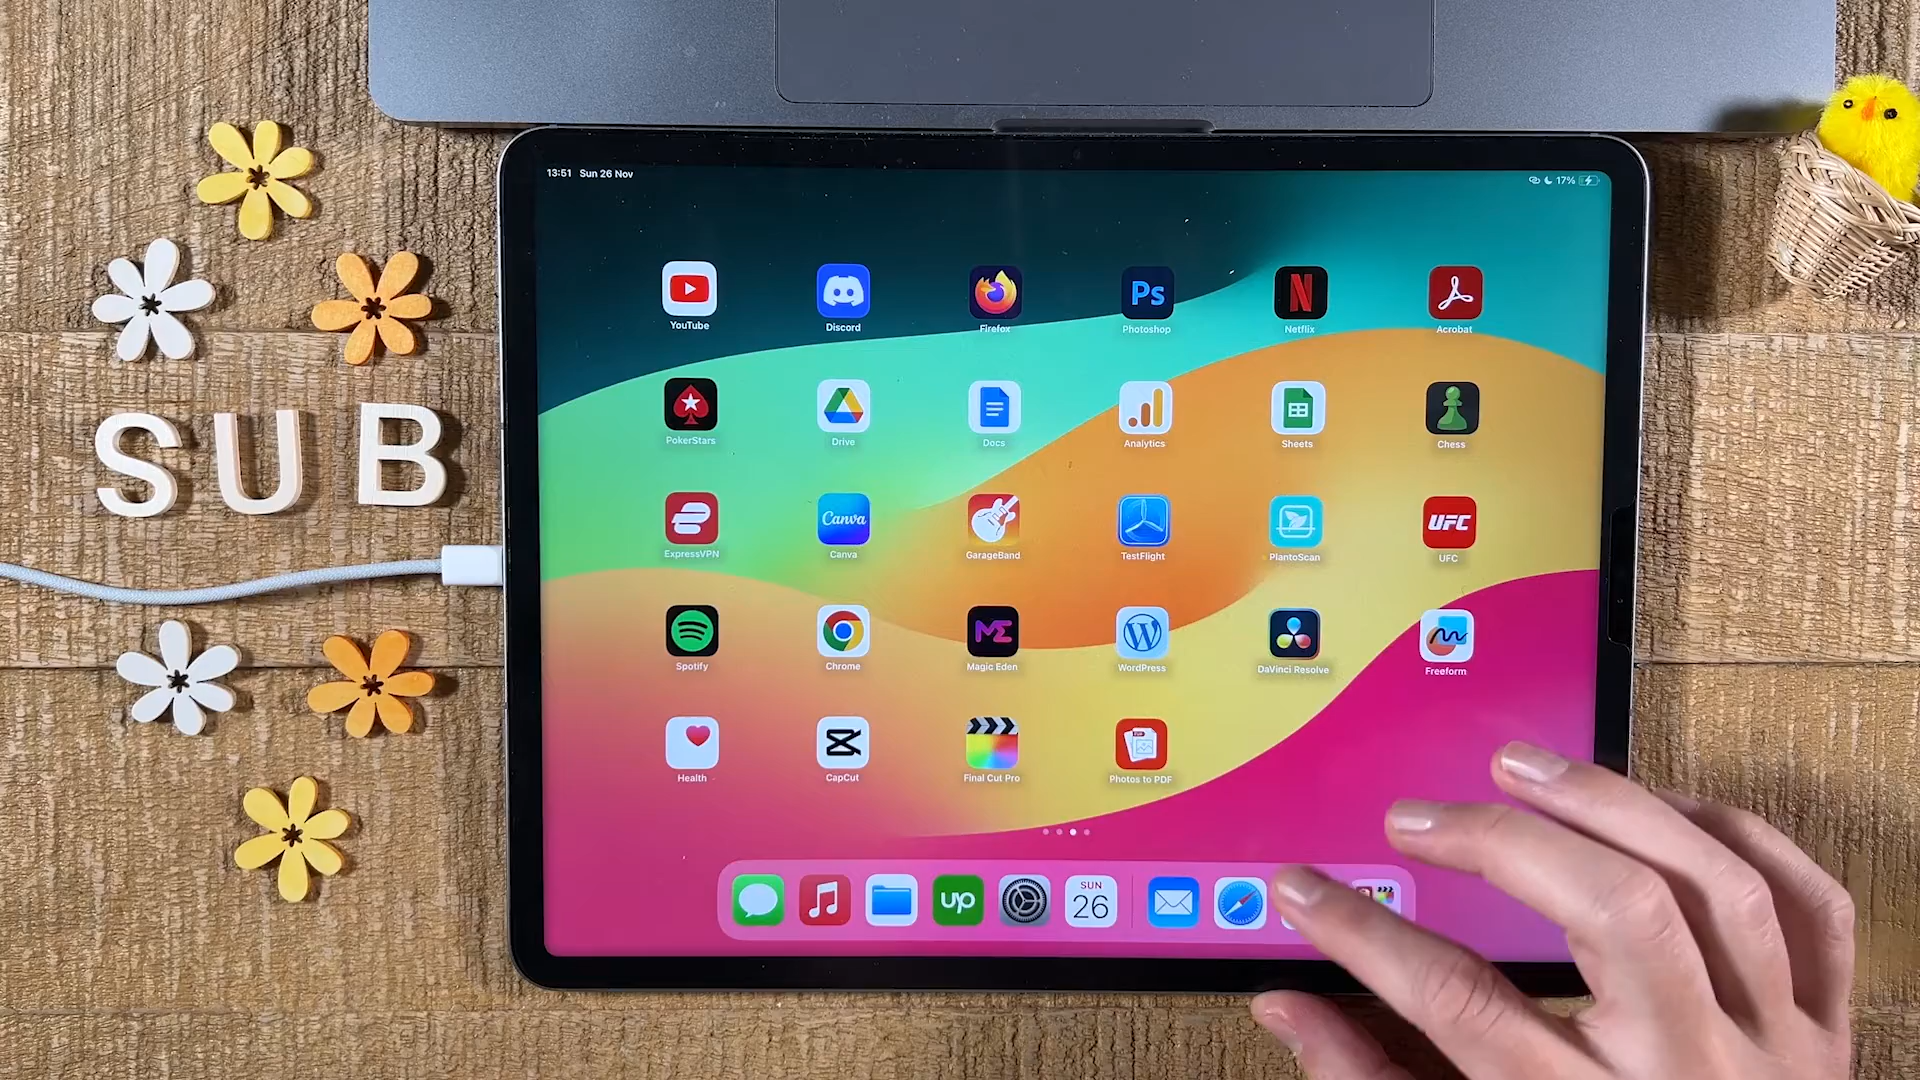 13:51 Sun 26 Nov
17%
YouTube
Discord
Firefox
Ps
Photoshop
N
Netflix
Acrobat
PokerStars
Drive
Docs
Analytics
Sheets
Chess
SUB
ExpressVPN
Canva
Canva
GarageBand
TestFlight
PlantoScan
UFC
UFC
Spotify
Chrome
ME
Magic Eden
WordPress
DaVinci Resolve
Freeform
Health
CapCut
Final Cut Pro
PDF
Photos to PDF
up
SUN
26